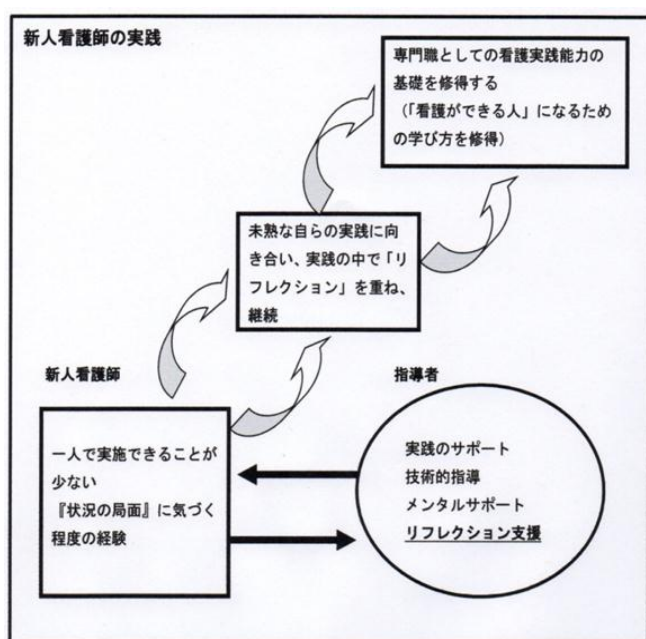 新人看護師の実践
専門職としての看護実践能力の
基礎を修得する
(「看護ができる人」になるため
の学び方を修得)
未熟な自らの実践に向
き合い、実践の中で「リ
フレクション」を重ね、
継続
新人看護師
一人で実施できることが
少ない
『状況の局面』に気づく
程度の経験
指導者
実践のサポート
技術的指導
メンタルサポート
リフレクション支援